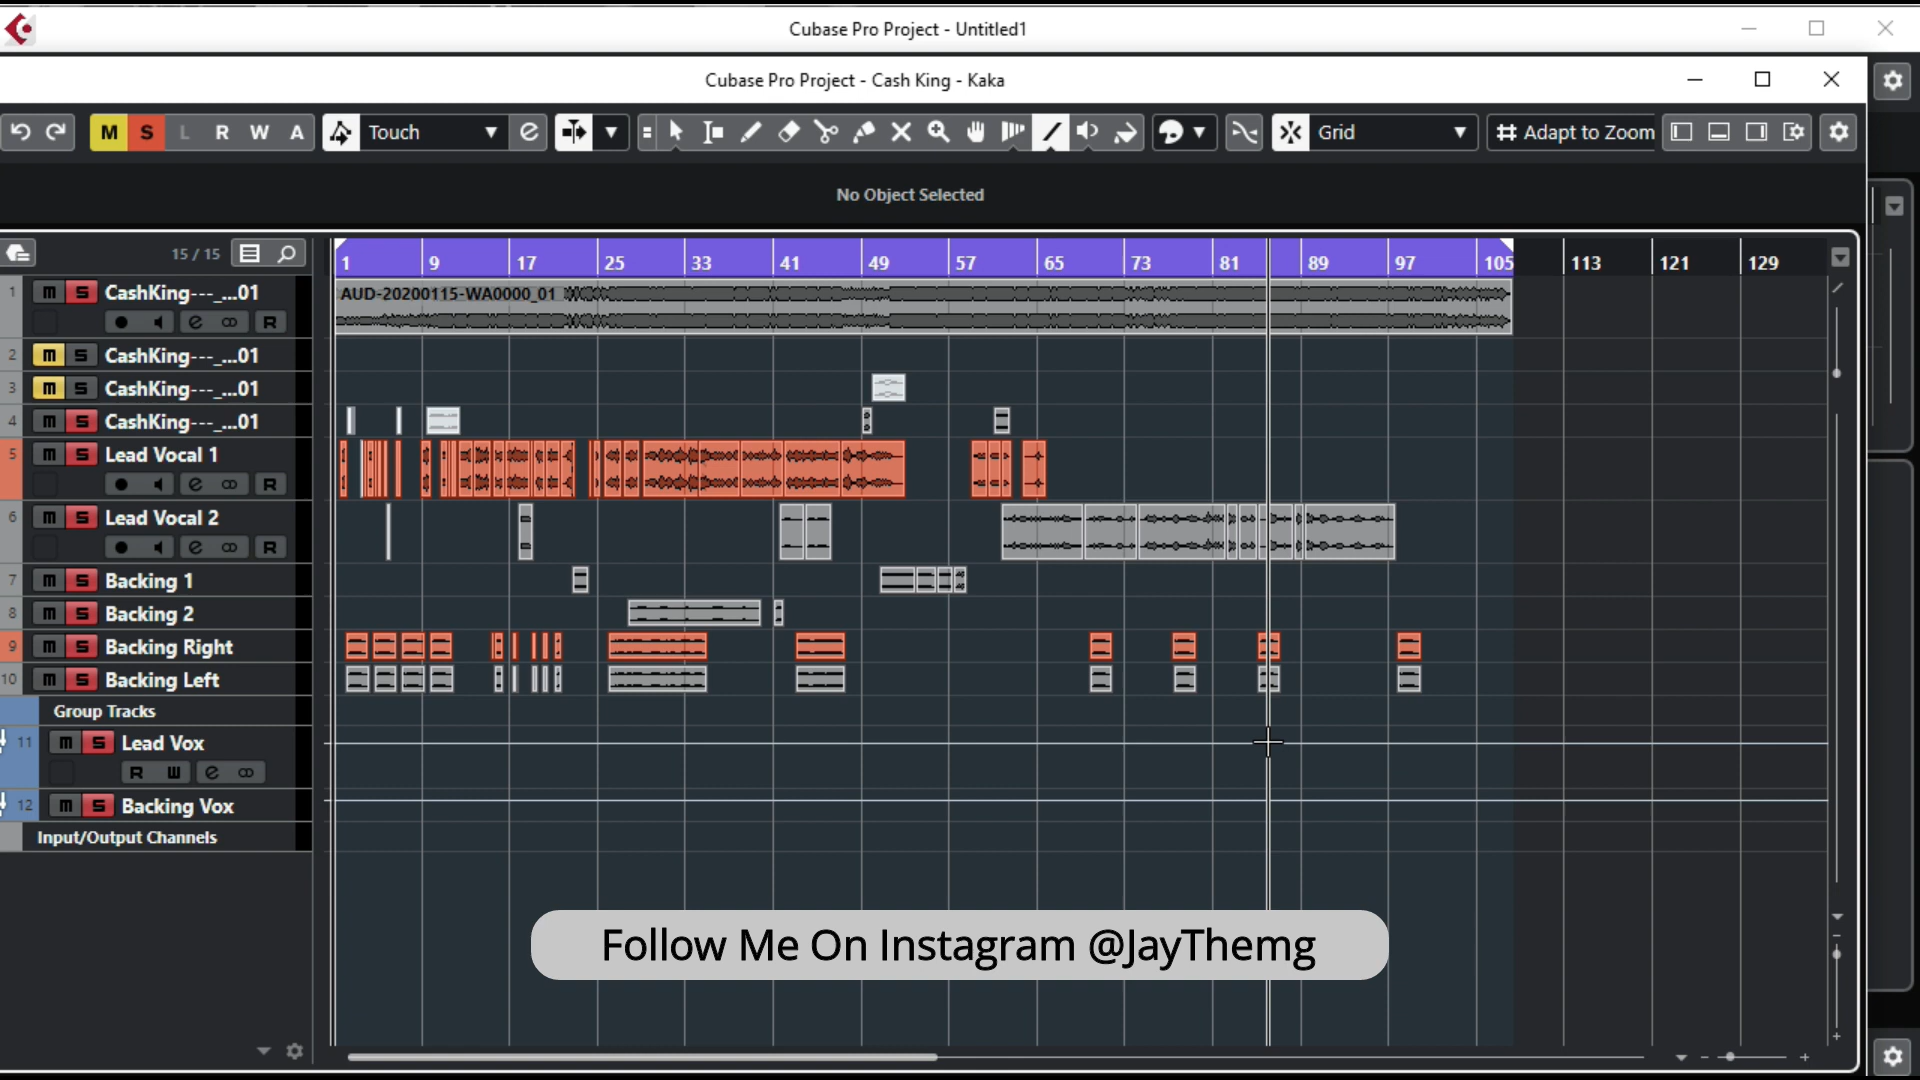 Cubase Pro Project - Untitled1
Cubase Pro Project - Cash King - Kaka
M S L R W A Touch Grid Adapt to Zoom
No Object Selected
15 / 15
1 9 17 25 33 41 49 57 65 73 81 89 97 105 113 121 129
1 m S CashKing---_...01
AUD-20200115-WA0000_01
e R
2 m S CashKing---_...01
3 m S CashKing---_...01
4 m S CashKing---_...01
5 m S Lead Vocal 1
e R
6 m S Lead Vocal 2
e R
7 m S Backing 1
8 m S Backing 2
9 m S Backing Right
10 m S Backing Left
Group Tracks
11 m S Lead Vox
R W e
12 m S Backing Vox
Input/Output Channels
Follow Me On Instagram @JayThemg